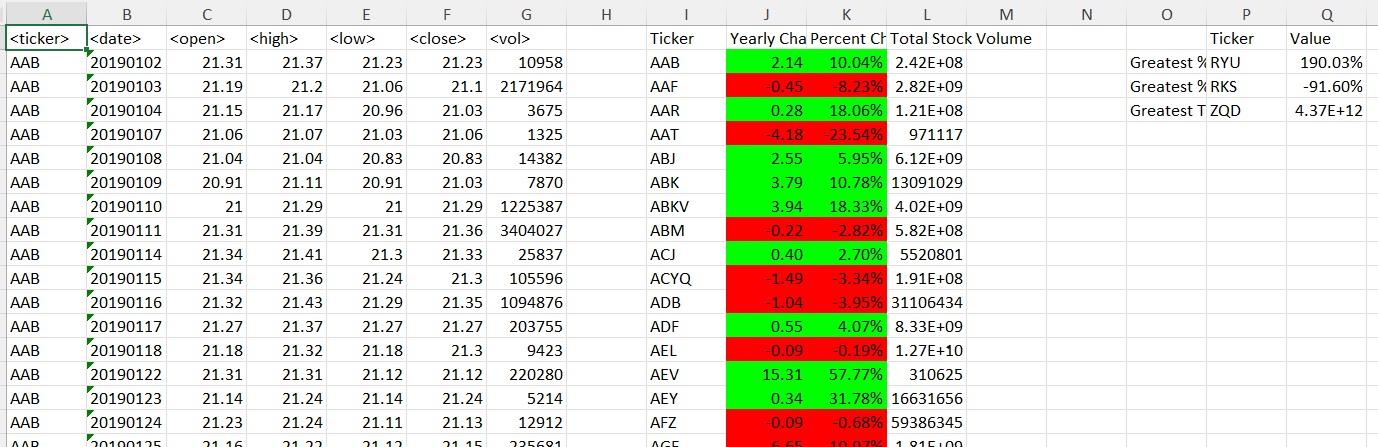 A B C D E F G H I J K L M N O P Q
<ticker> <date> <open> <high> <low> <close> <vol> Ticker Yearly Cha Percent Ch Total Stock Volume Ticker Value
AAB 20190102 21.31 21.37 21.23 21.23 10958 AAB 2.14 10.04% 2.42E+08 Greatest % RYU 190.03%
AAB 20190103 21.19 21.2 21.06 21.1 2171964 AAF -0.45 -8.23% 2.82E+09 Greatest % RKS -91.60%
AAB 20190104 21.15 21.17 20.96 21.03 3675 AAR 0.28 18.06% 1.21E+08 Greatest T ZQD 4.37E+12
AAB 20190107 21.06 21.07 21.03 21.06 1325 AAT -4.18 -23.54% 971117
AAB 20190108 21.04 21.04 20.83 20.83 14382 ABJ 2.55 5.95% 6.12E+09
AAB 20190109 20.91 21.11 20.91 21.03 7870 ABK 3.79 10.78% 13091029
AAB 20190110 21 21.29 21 21.29 1225387 ABKV 3.94 18.33% 4.02E+09
AAB 20190111 21.31 21.39 21.31 21.36 3404027 ABM -0.22 -2.82% 5.82E+08
AAB 20190114 21.34 21.41 21.3 21.33 25837 ACJ 0.40 2.70% 5520801
AAB 20190115 21.34 21.36 21.24 21.3 105596 ACYQ -1.49 -3.34% 1.91E+08
AAB 20190116 21.32 21.43 21.29 21.35 1094876 ADB -1.04 -3.95% 31106434
AAB 20190117 21.27 21.37 21.27 21.27 203755 ADF 0.55 4.07% 8.33E+09
AAB 20190118 21.18 21.32 21.18 21.3 9423 AEL -0.09 -0.19% 1.27E+10
AAB 20190122 21.31 21.31 21.12 21.12 220280 AEV 15.31 57.77% 310625
AAB 20190123 21.14 21.24 21.14 21.24 5214 AEY 0.34 31.78% 16631656
AAB 20190124 21.23 21.24 21.11 21.13 12912 AFZ -0.09 -0.68% 59386345
AAB 20190125 21.16 21.22 21.12 21.15 235681